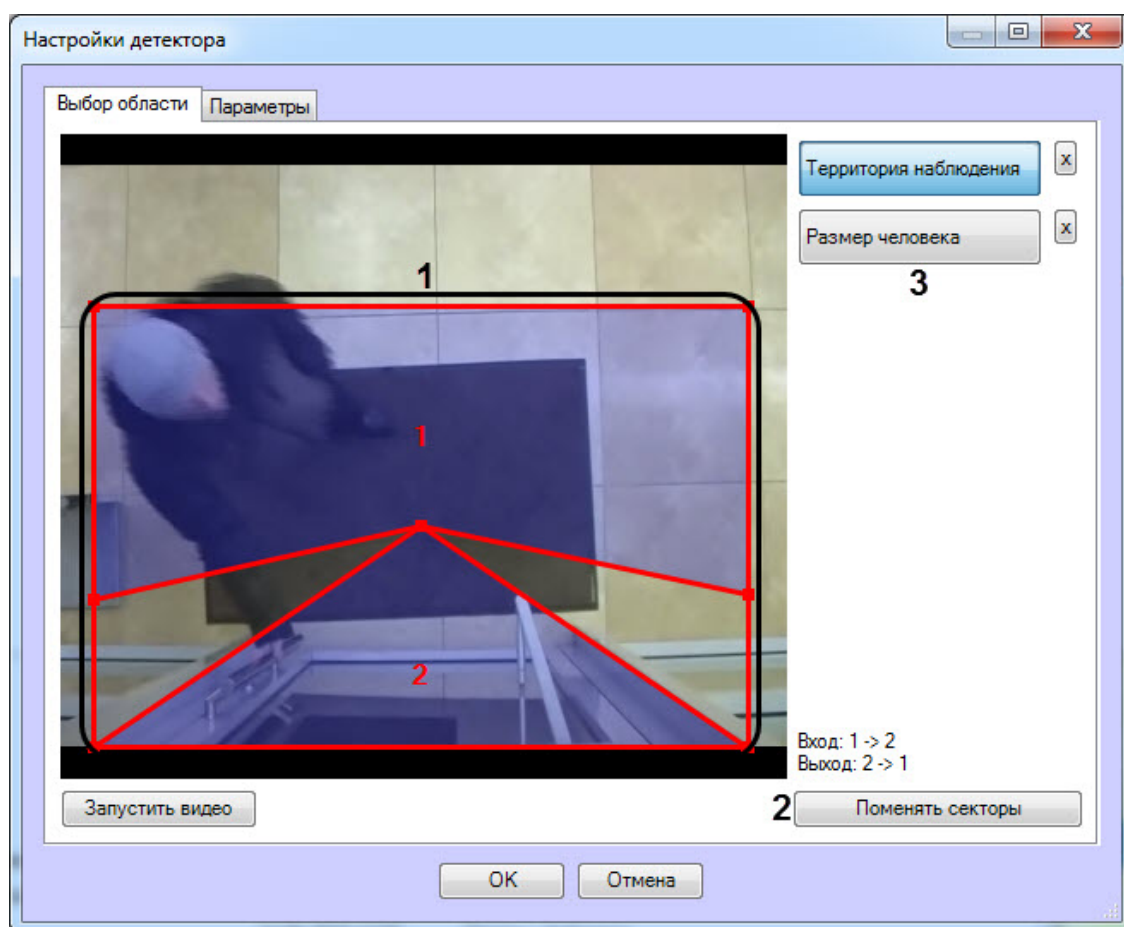 Настройки детектора
x
Выбор области
Параметры
Территория наблюдения
x
Размер человека
x
1
3
1
2
Вход: 1 -> 2
Выход: 2 -> 1
Запустить видео
2
Поменять секторы
OK
Отмена